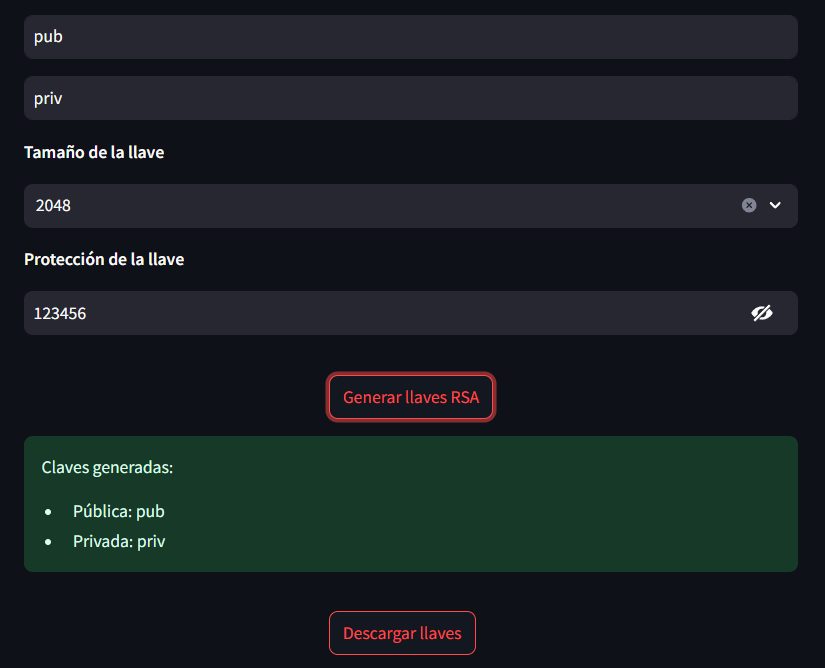 pub
priv
Tamaño de la llave
2048
Protección de la llave
123456
Generar llaves RSA
Claves generadas:
• Pública: pub
• Privada: priv
Descargar llaves